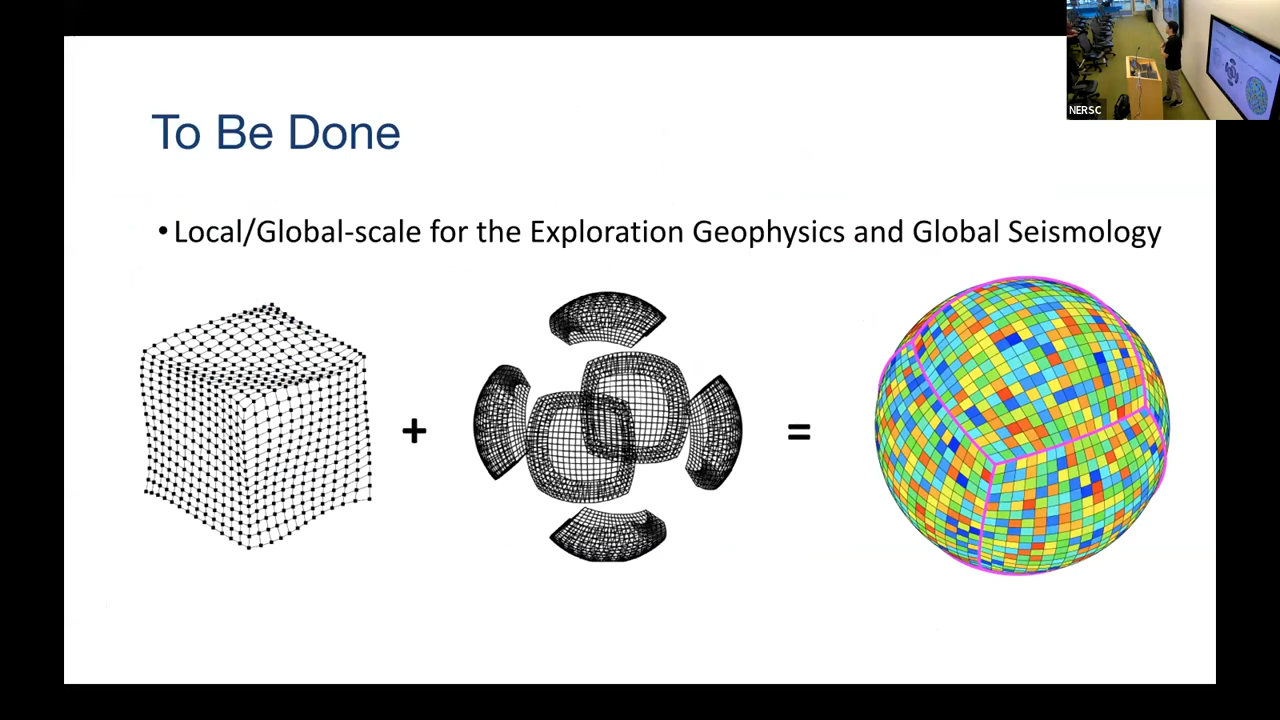 NERSC
To Be Done
• Local/Global-scale for the Exploration Geophysics and Global Seismology
+
=